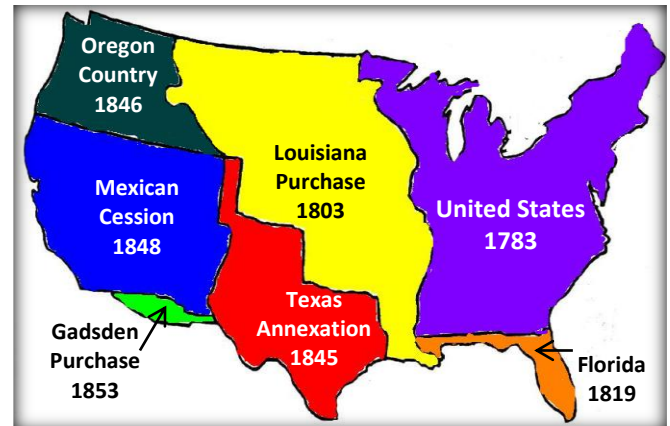 Oregon
Country
1846
Louisiana
Purchase
1803
Mexican
Cession
1848
United States
1783
Texas
Annexation
1845
Gadsden
Purchase
1853
Florida
1819